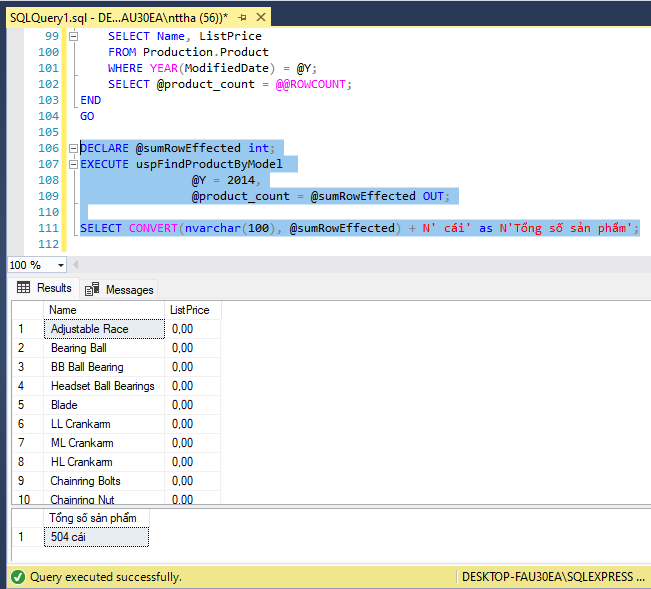 SQLQuery1.sql - DE...AU30EA\nttha (56))*
99 SELECT Name, ListPrice
100 FROM Production.Product
101 WHERE YEAR(ModifiedDate) = @Y;
102 SELECT @product_count = @@ROWCOUNT;
103 END
104 GO
105
106 DECLARE @sumRowEffected int;
107 EXECUTE uspFindProductByModel
108 @Y = 2014,
109 @product_count = @sumRowEffected OUT;
110
111 SELECT CONVERT(nvarchar(100), @sumRowEffected) + N' cái' as N'Tổng số sản phẩm';
112
100 %
Results Messages
Name ListPrice
1 Adjustable Race 0,00
2 Bearing Ball 0,00
3 BB Ball Bearing 0,00
4 Headset Ball Bearings 0,00
5 Blade 0,00
6 LL Crankarm 0,00
7 ML Crankarm 0,00
8 HL Crankarm 0,00
9 Chainring Bolts 0,00
10 Chainring Nut 0,00
Tổng số sản phẩm
1 504 cái
Query executed successfully. DESKTOP-FAU30EA\SQLEXPRESS ...